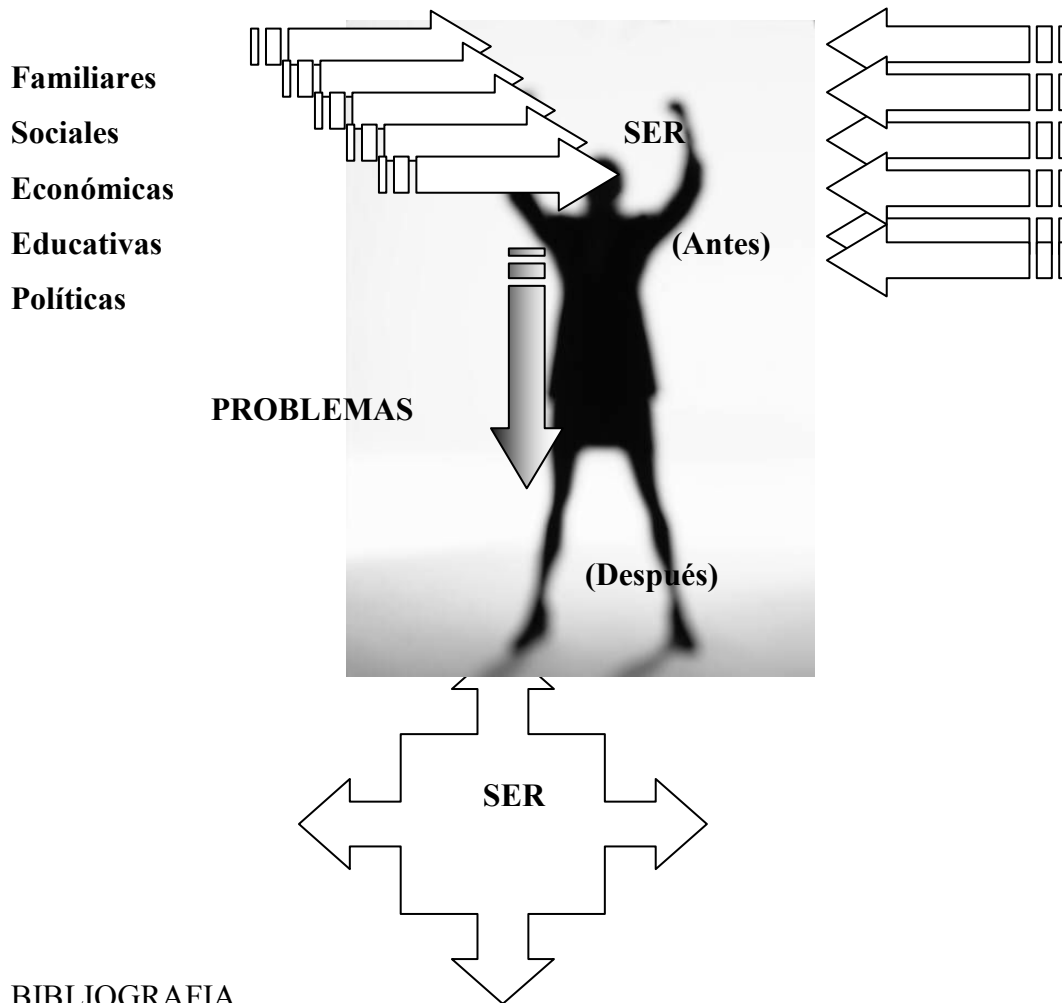 Familiares
Sociales
SER
Económicas
Educativas
(Antes)
Políticas
PROBLEMAS
(Después)
SER
BIBLIOGRAFIA